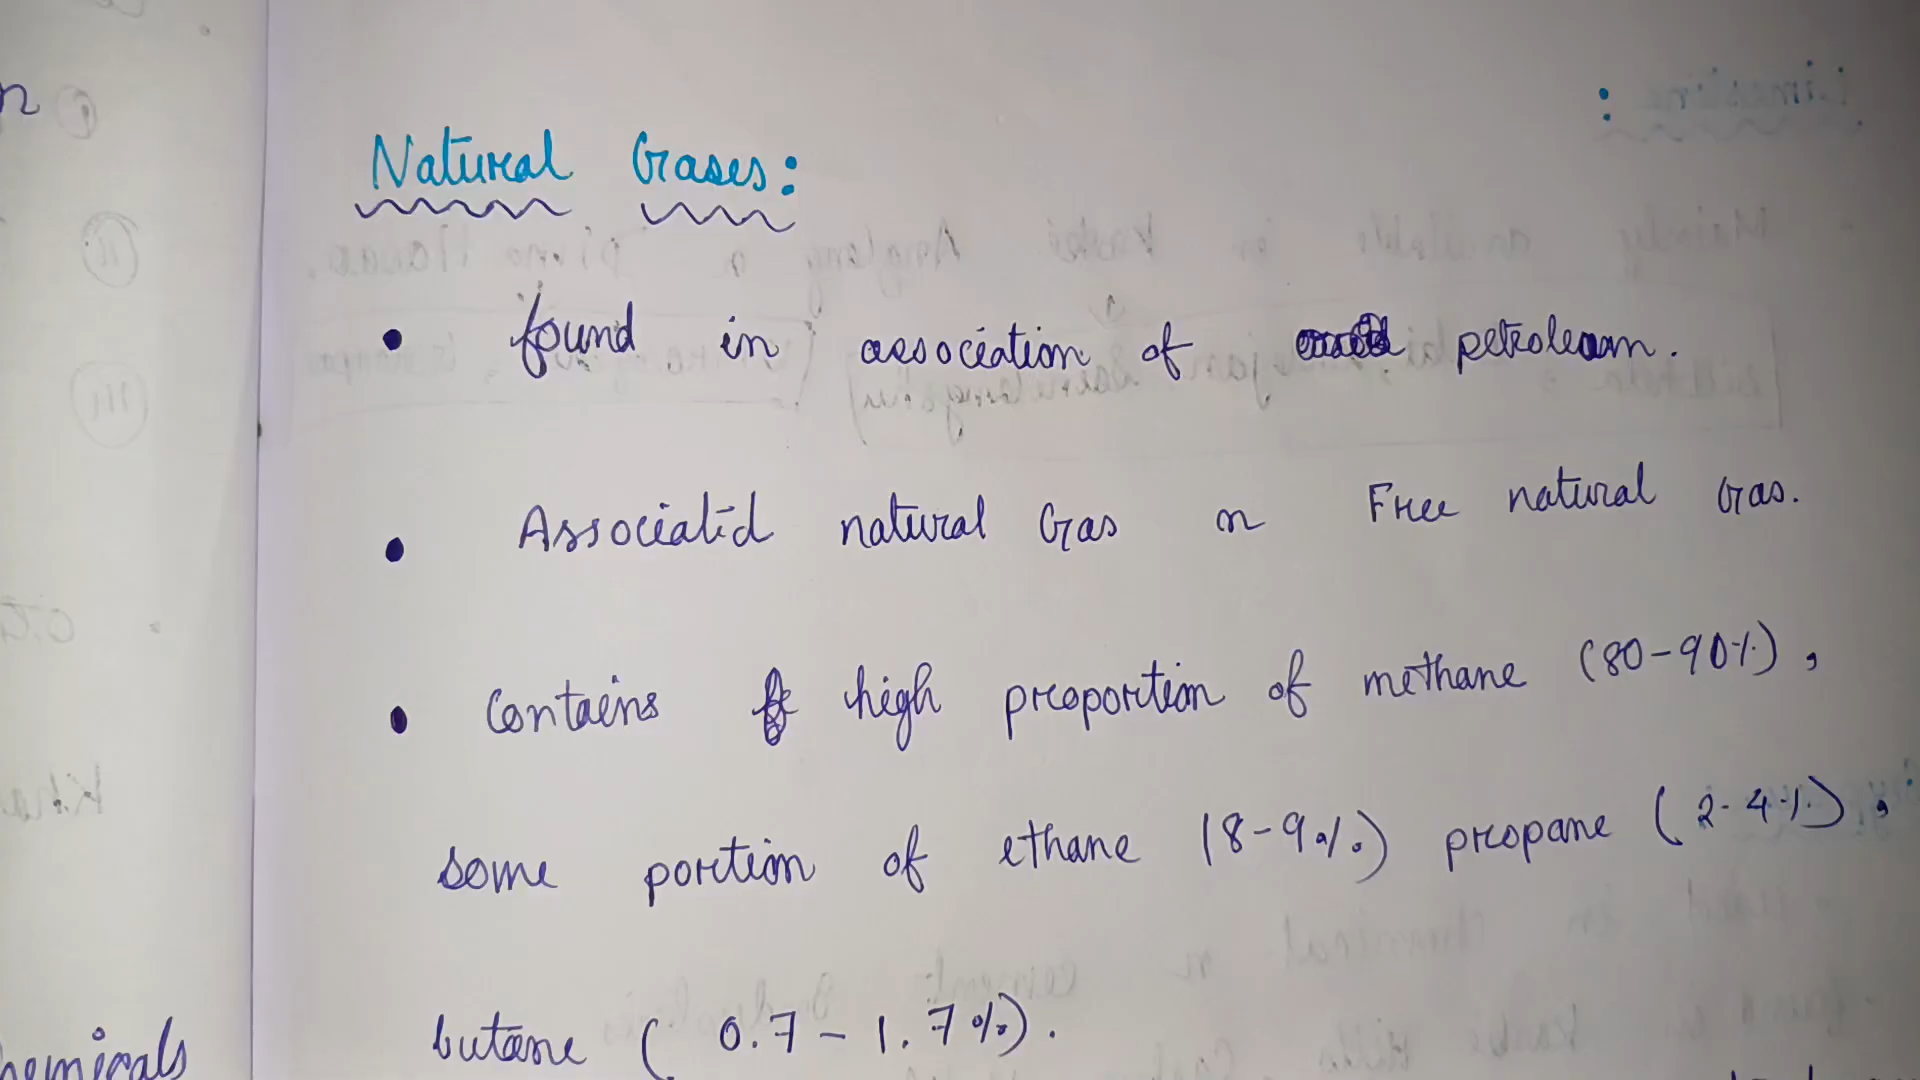 Natural Gases:
• found in association of petroleum.
• Associated natural Gas or Free natural Gas.
• Contains high proportion of methane (80-90%),
some portion of ethane (8-9%) propane (2-4%),
butane (0.7-1.7%).
hemicals